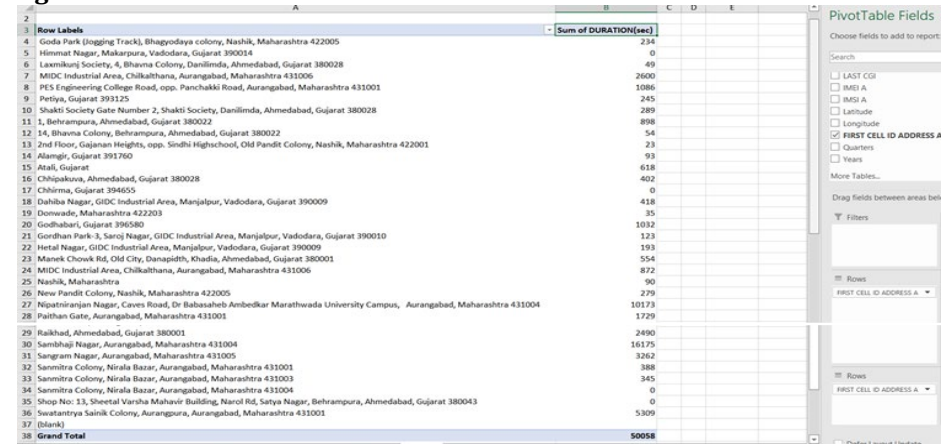 A B C D E
2
3 Row Labels Sum of DURATION(sec)
4 Goda Park (Jogging Track), Bhagyodaya colony, Nashik, Maharashtra 422005 234
5 Himmat Nagar, Makarpura, Vadodara, Gujarat 390014 0
6 Laxmikunj Society, 4, Bhavna Colony, Danilimda, Ahmedabad, Gujarat 380028 49
7 MIDC Industrial Area, Chilkalthana, Aurangabad, Maharashtra 431006 2600
8 PES Engineering College Road, opp. Panchakki Road, Aurangabad, Maharashtra 431001 1086
9 Petiya, Gujarat 393125 245
10 Shakti Society Gate Number 2, Shakti Society, Danilimda, Ahmedabad, Gujarat 380028 289
11 1, Behrampura, Ahmedabad, Gujarat 380022 898
12 14, Bhavna Colony, Behrampura, Ahmedabad, Gujarat 380022 54
13 2nd Floor, Gajanan Heights, opp. Sindhi Highschool, Old Pandit Colony, Nashik, Maharashtra 422001 23
14 Alamgir, Gujarat 391760 93
15 Atali, Gujarat 618
16 Chhipakuva, Ahmedabad, Gujarat 380028 402
17 Chhirma, Gujarat 394655 0
18 Dahiba Nagar, GIDC Industrial Area, Manjalpur, Vadodara, Gujarat 390009 418
19 Donwade, Maharashtra 422203 35
20 Godhabari, Gujarat 396580 1032
21 Gordhan Park-3, Saroj Nagar, GIDC Industrial Area, Manjalpur, Vadodara, Gujarat 390010 123
22 Hetal Nagar, GIDC Industrial Area, Manjalpur, Vadodara, Gujarat 390009 193
23 Manek Chowk Rd, Old City, Danapidth, Khadia, Ahmedabad, Gujarat 380001 554
24 MIDC Industrial Area, Chilkalthana, Aurangabad, Maharashtra 431006 872
25 Nashik, Maharashtra 90
26 New Pandit Colony, Nashik, Maharashtra 422005 279
27 Nipatniranjan Nagar, Caves Road, Dr Babasaheb Ambedkar Marathwada University Campus, Aurangabad, Maharashtra 431004 10173
28 Paithan Gate, Aurangabad, Maharashtra 431001 1729
29 Raikhad, Ahmedabad, Gujarat 380001 2490
30 Sambhaji Nagar, Aurangabad, Maharashtra 431004 16175
31 Sangram Nagar, Aurangabad, Maharashtra 431005 3262
32 Sanmitra Colony, Nirala Bazar, Aurangabad, Maharashtra 431001 388
33 Sanmitra Colony, Nirala Bazar, Aurangabad, Maharashtra 431003 345
34 Sanmitra Colony, Nirala Bazar, Aurangabad, Maharashtra 431004 0
35 Shop No: 13, Sheetal Varsha Mahavir Building, Narol Rd, Satya Nagar, Behrampura, Ahmedabad, Gujarat 380043 0
36 Swatantrya Sainik Colony, Aurangpura, Aurangabad, Maharashtra 431001 5309
37 (blank)
38 Grand Total 50058
PivotTable Fields
Choose fields to add to report:
Search
LAST CGI
IMEI A
IMSI A
Latitude
Longitude
FIRST CELL ID ADDRESS A
Quarters
Years
More Tables...
Drag fields between areas bel
Filters
Rows
FIRST CELL ID ADDRESS A
Rows
FIRST CELL ID ADDRESS A